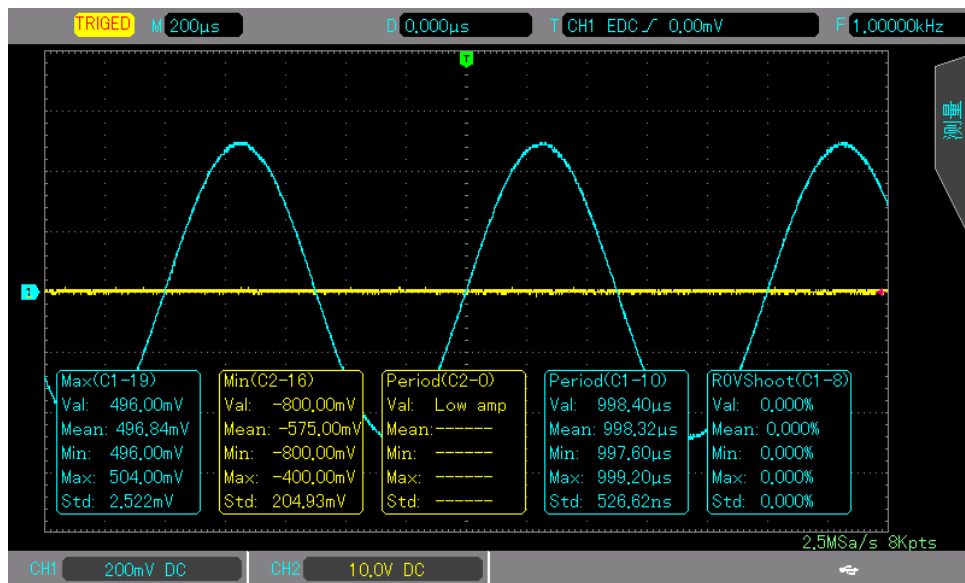 TRIGED M 200µs D 0.000µs T CH1 EDC 0.00mV F 1.00000kHz
T
测量
1
Max(C1-19)
Val: 496.00mV
Mean: 496.84mV
Min: 496.00mV
Max: 504.00mV
Std: 2.522mV
Min(C2-16)
Val: -800.00mV
Mean: -575.00mV
Min: -800.00mV
Max: -400.00mV
Std: 204.93mV
Period(C2-0)
Val: Low amp
Mean:------
Min: ------
Max: ------
Std: ------
Period(C1-10)
Val: 998.40µs
Mean: 998.32µs
Min: 997.60µs
Max: 999.20µs
Std: 526.62ns
ROVShoot(C1-8)
Val: 0.000%
Mean: 0.000%
Min: 0.000%
Max: 0.000%
Std: 0.000%
2.5MSa/s 8Kpts
CH1 200mV DC CH2 10.0V DC